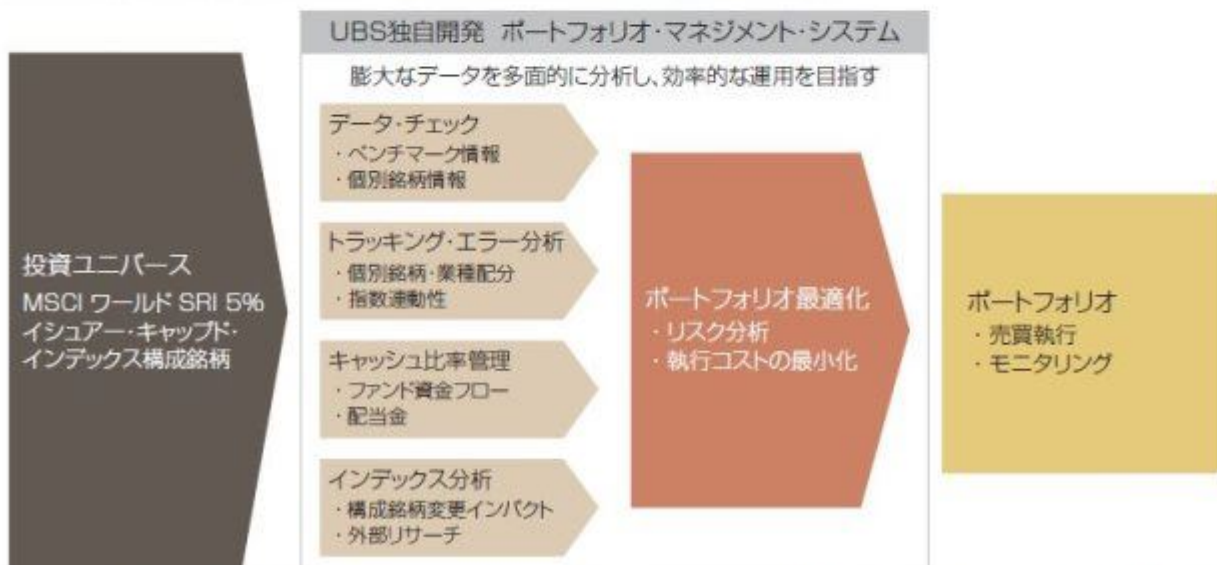 UBS独自開発 ポートフォリオ・マネジメント・システム
膨大なデータを多面的に分析し、効率的な運用を目指す
投資ユニバース
MSCI ワールド SRI 5%
イシュアー・キャップド・
インデックス構成銘柄
データ・チェック
・ベンチマーク情報
・個別銘柄情報
トラッキング・エラー分析
・個別銘柄・業種配分
・指数連動性
キャッシュ比率管理
・ファンド資金フロー
・配当金
インデックス分析
・構成銘柄変更インパクト
・外部リサーチ
ポートフォリオ最適化
・リスク分析
・執行コストの最小化
ポートフォリオ
・売買執行
・モニタリング